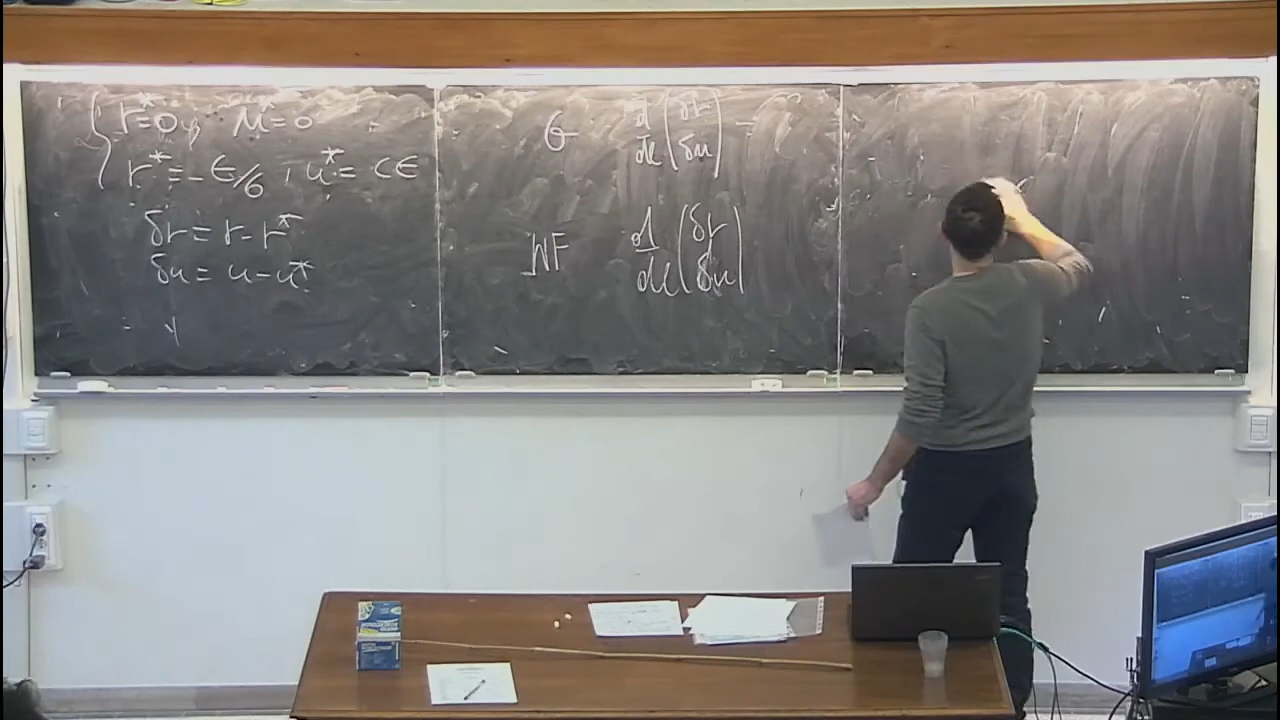 r*=0, u*=0
r*=-ϵ/6, u*=Cϵ
δr=r-r*
δu=u-u*
G d/dℓ (δr δu) =
WF d/dℓ (δr δu)